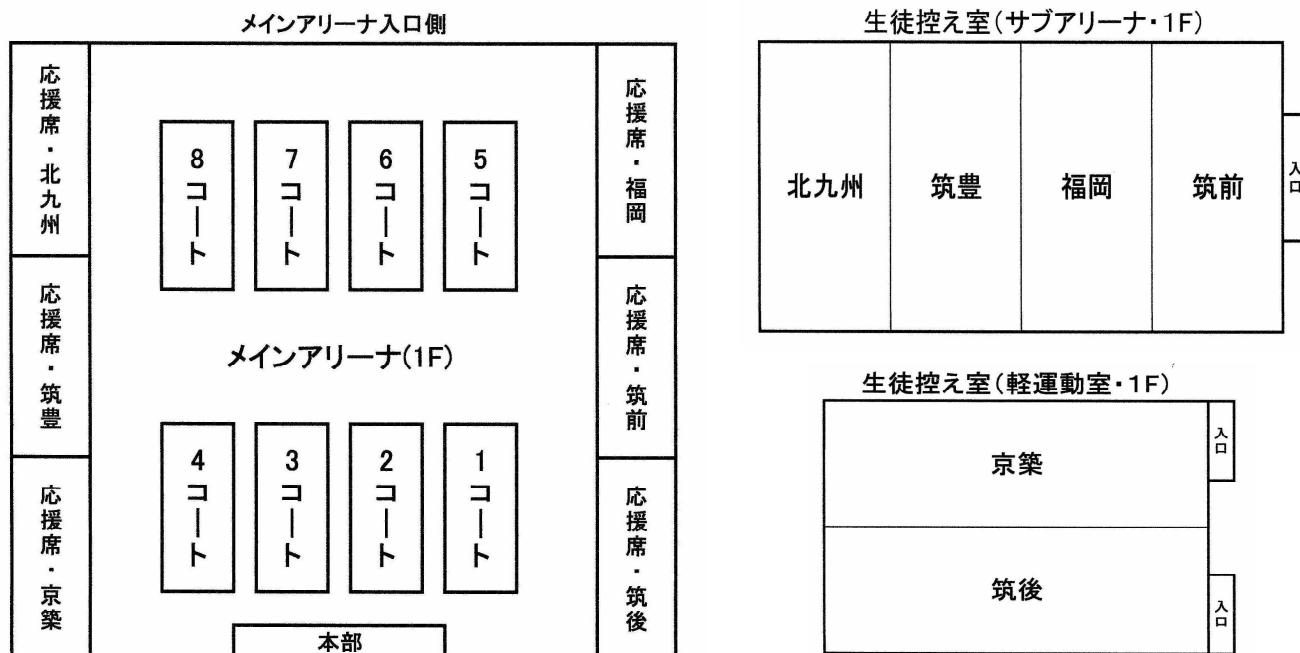 メインアリーナ入口側
応援席・北九州
応援席・筑豊
応援席・京築
8コート
7コート
6コート
5コート
メインアリーナ(1F)
4コート
3コート
2コート
1コート
本部
応援席・福岡
応援席・筑前
応援席・筑後
生徒控え室(サブアリーナ・1F)
北九州
筑豊
福岡
筑前
入口
生徒控え室(軽運動室・1F)
京築
入口
筑後
入口